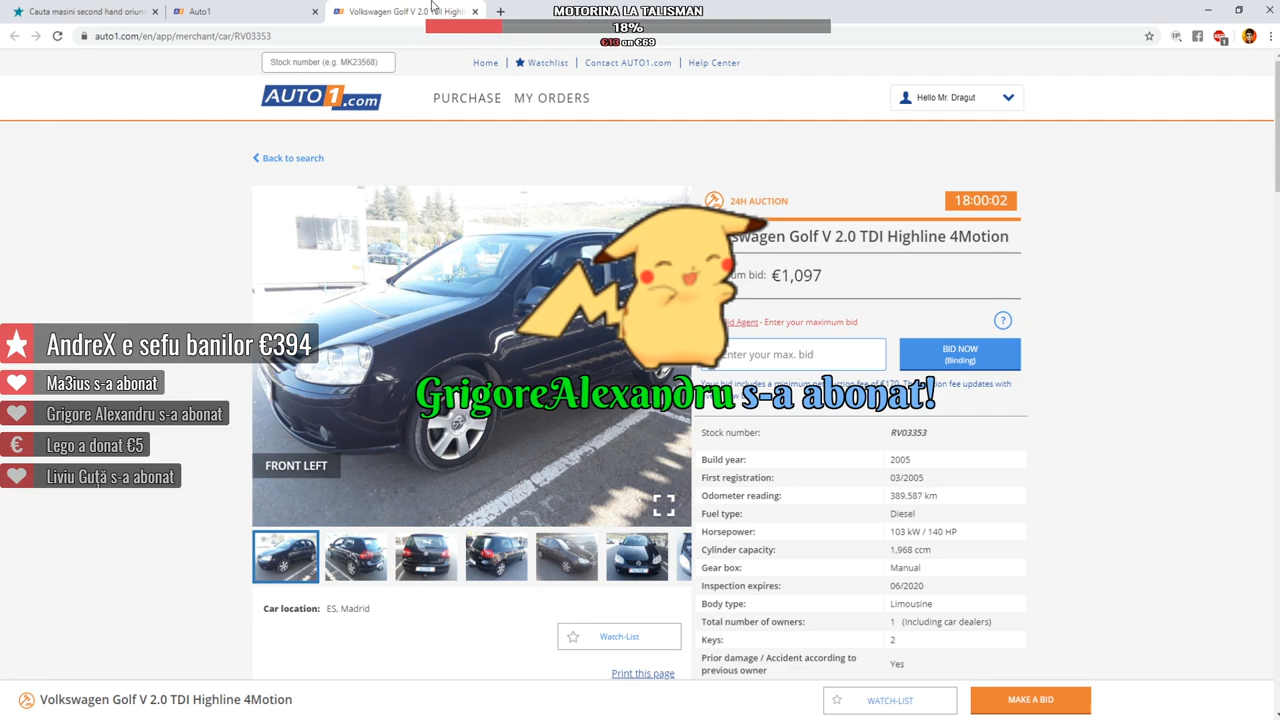 Cauta masini second hand oriund
Auto1
Volkswagen Golf V 2.0 TDI Highli
MOTORINA LA TALISMAN
18%
€13 on €69
auto1.com/en/app/merchant/car/RV03353
Stock number (e.g. MK23568)
Home
Watchlist
Contact AUTO1.com
Help Center
AUTO1.com
PURCHASE
MY ORDERS
Hello Mr. Dragut
Back to search
24H AUCTION
18:00:02
swagen Golf V 2.0 TDI Highline 4Motion
um bid: €1,097
id Agent - Enter your maximum bid
?
Enter your max. bid
BID NOW
(Binding)
AndreX e sefu banilor €394
Ma3ius s-a abonat
Grigore Alexandru s-a abonat
Lego a donat €5
Liviu Guță s-a abonat
GrigoreAlexandru s-a abonat!
FRONT LEFT
Stock number: RV03353
Build year: 2005
First registration: 03/2005
Odometer reading: 389,587 km
Fuel type: Diesel
Horsepower: 103 kW / 140 HP
Cylinder capacity: 1,968 ccm
Gear box: Manual
Inspection expires: 06/2020
Body type: Limousine
Total number of owners: 1 (Including car dealers)
Keys: 2
Prior damage / Accident according to
previous owner
Yes
Car location: ES, Madrid
Watch-List
Print this page
Volkswagen Golf V 2.0 TDI Highline 4Motion
WATCH-LIST
MAKE A BID